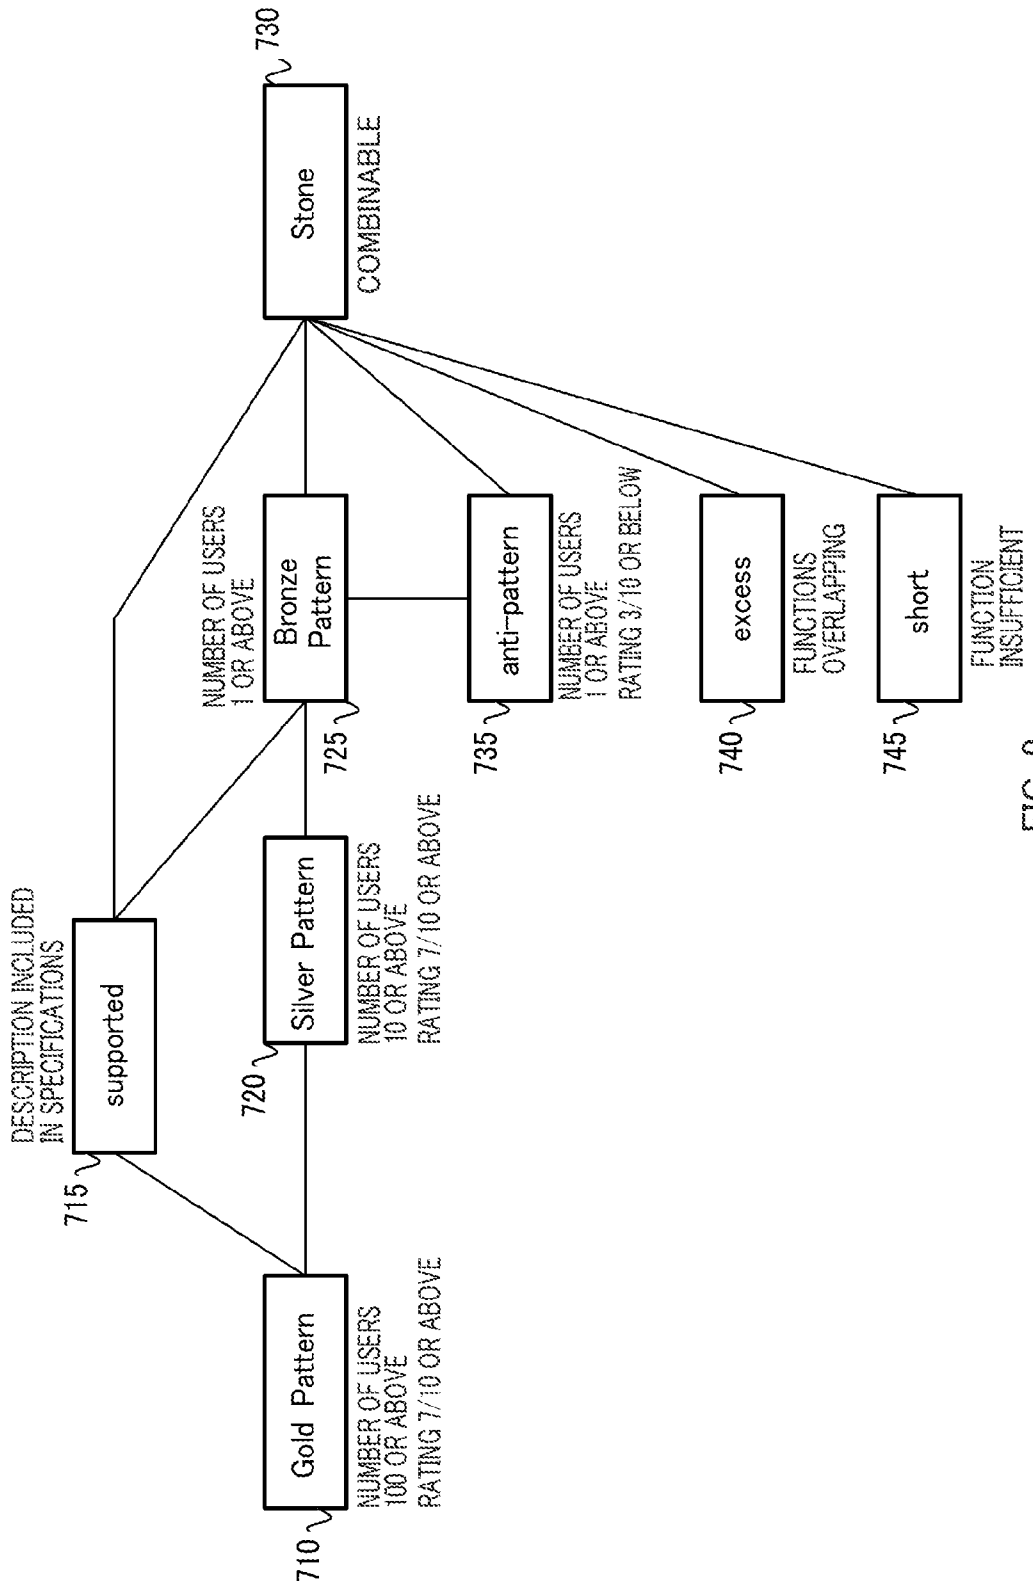 DESCRIPTION INCLUDED
IN SPECIFICATIONS
715
supported
710
Gold Pattern
NUMBER OF USERS
100 OR ABOVE
RATING 7/10 OR ABOVE
720
Silver Pattern
NUMBER OF USERS
10 OR ABOVE
RATING 7/10 OR ABOVE
NUMBER OF USERS
1 OR ABOVE
725
Bronze
Pattern
730
Stone
COMBINABLE
735
anti-pattern
NUMBER OF USERS
1 OR ABOVE
RATING 3/10 OR BELOW
740
excess
FUNCTIONS
OVERLAPPING
745
short
FUNCTION
INSUFFICIENT
FIG.